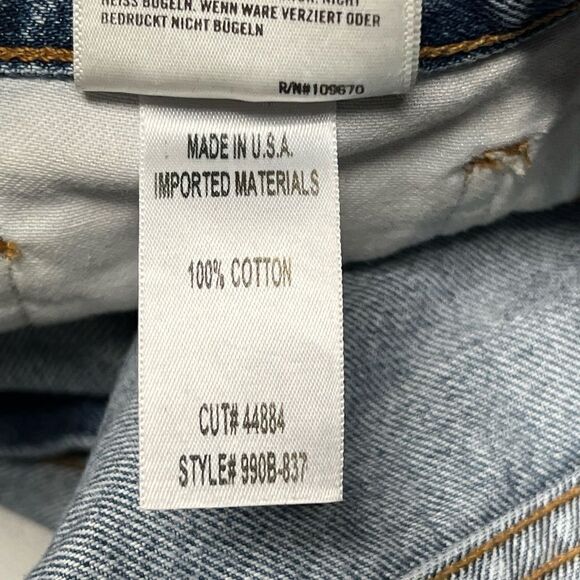 HEISS BÜGELN. WENN WARE VERZIERT ODER
BEDRUCKT NICHT BÜGELN
R/N#109670
MADE IN U.S.A.
IMPORTED MATERIALS
100% COTTON
CUT# 44884
STYLE# 990B-837